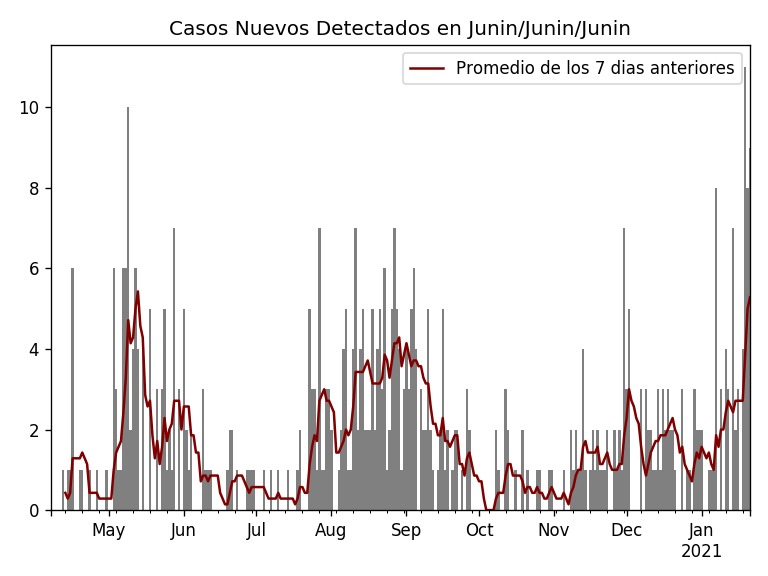 Casos Nuevos Detectados en Junin/Junin/Junin
Promedio de los 7 dias anteriores
10
8
6
4
2
0
May Jun Jul Aug Sep Oct Nov Dec Jan
2021